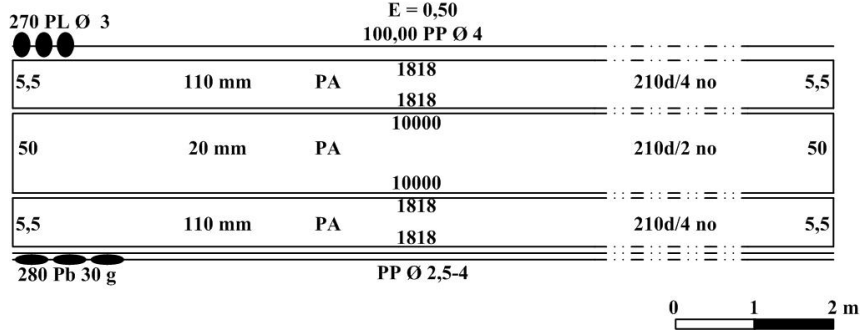 E = 0,50
270 PL Ø 3
100,00 PP Ø 4
1818
5,5 110 mm PA 210d/4 no 5,5
1818
10000
50 20 mm PA 210d/2 no 50
10000
1818
5,5 110 mm PA 210d/4 no 5,5
1818
280 Pb 30 g PP Ø 2,5-4
0 1 2 m